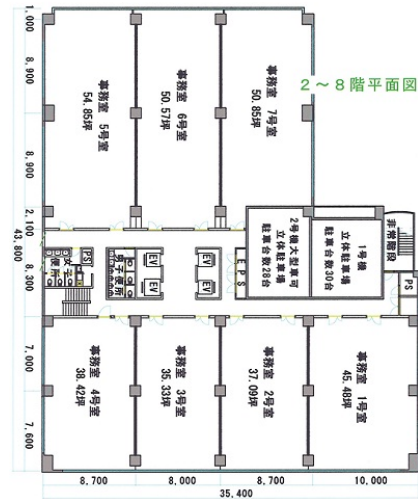 2～8階平面図
事務室 5号室
54.85坪
事務室 6号室
50.57坪
事務室 7号室
50.85坪
1,000
8,900
8,900
2,100
43,800
8,300
7,000
7,600
PS
女子便所
男子便所
EV
EV
EV
EV
EPS
2号機大型車可
立体駐車場
駐車台数28台
1号機
立体駐車場
駐車台数30台
非常階段
PS
事務室 4号室
38.42坪
事務室 3号室
35.33坪
事務室 2号室
37.09坪
事務室 1号室
45.48坪
8,700
8,000
8,700
10,000
35,400